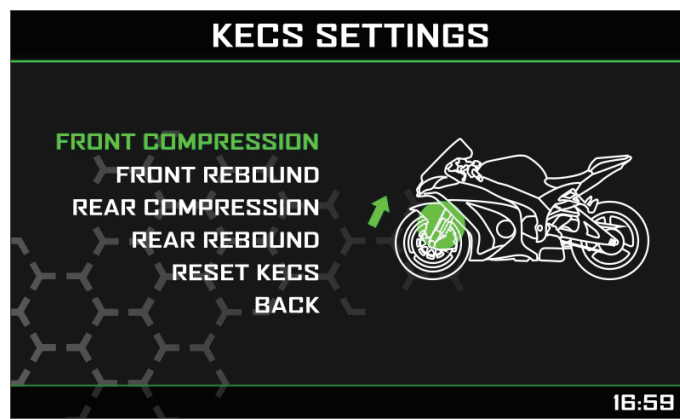 KECS SETTINGS
FRONT COMPRESSION
FRONT REBOUND
REAR COMPRESSION
REAR REBOUND
RESET KECS
BACK
16:59